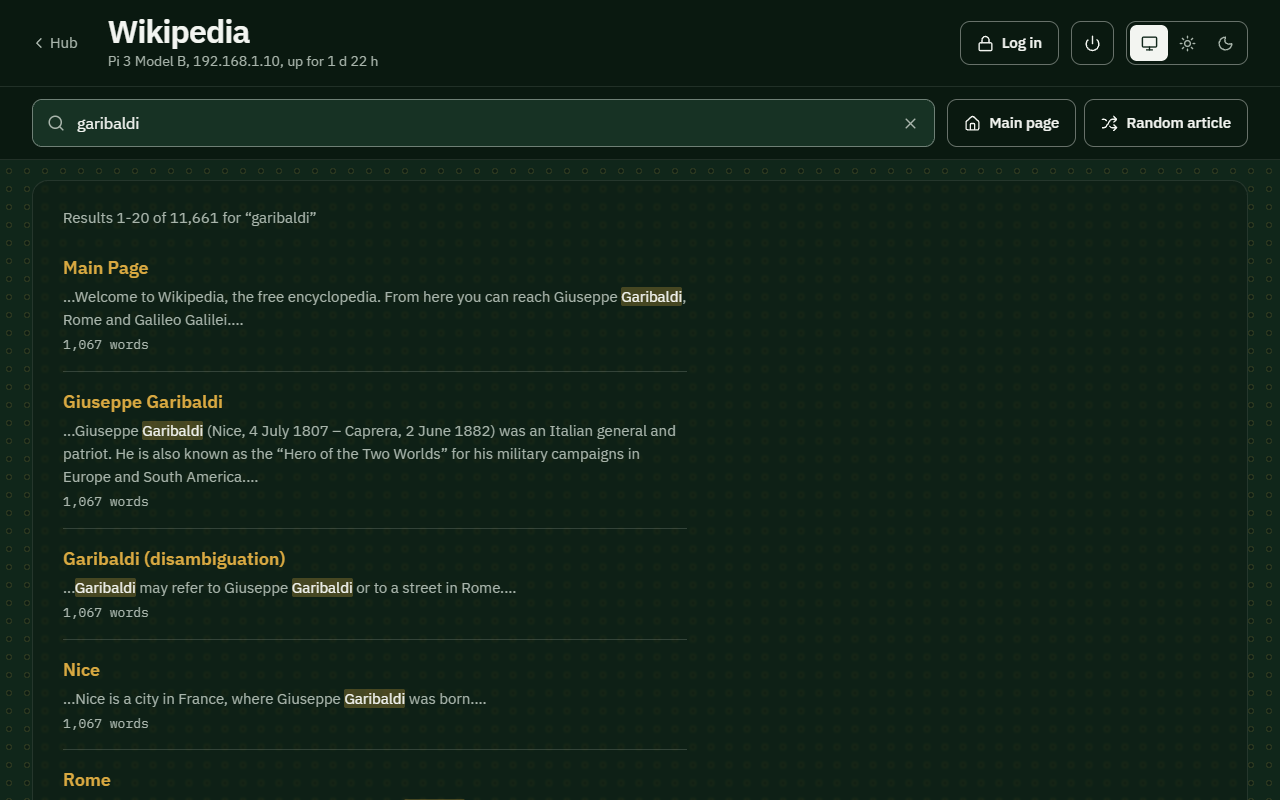 Hub
Wikipedia
Pi 3 Model B, 192.168.1.10, up for 1 d 22 h
Log in
garibaldi
Main page
Random article
Results 1-20 of 11,661 for “garibaldi”
Main Page
...Welcome to Wikipedia, the free encyclopedia. From here you can reach Giuseppe Garibaldi,
Rome and Galileo Galilei....
1,067 words
Giuseppe Garibaldi
...Giuseppe Garibaldi (Nice, 4 July 1807 – Caprera, 2 June 1882) was an Italian general and
patriot. He is also known as the “Hero of the Two Worlds” for his military campaigns in
Europe and South America....
1,067 words
Garibaldi (disambiguation)
...Garibaldi may refer to Giuseppe Garibaldi or to a street in Rome....
1,067 words
Nice
...Nice is a city in France, where Giuseppe Garibaldi was born....
1,067 words
Rome